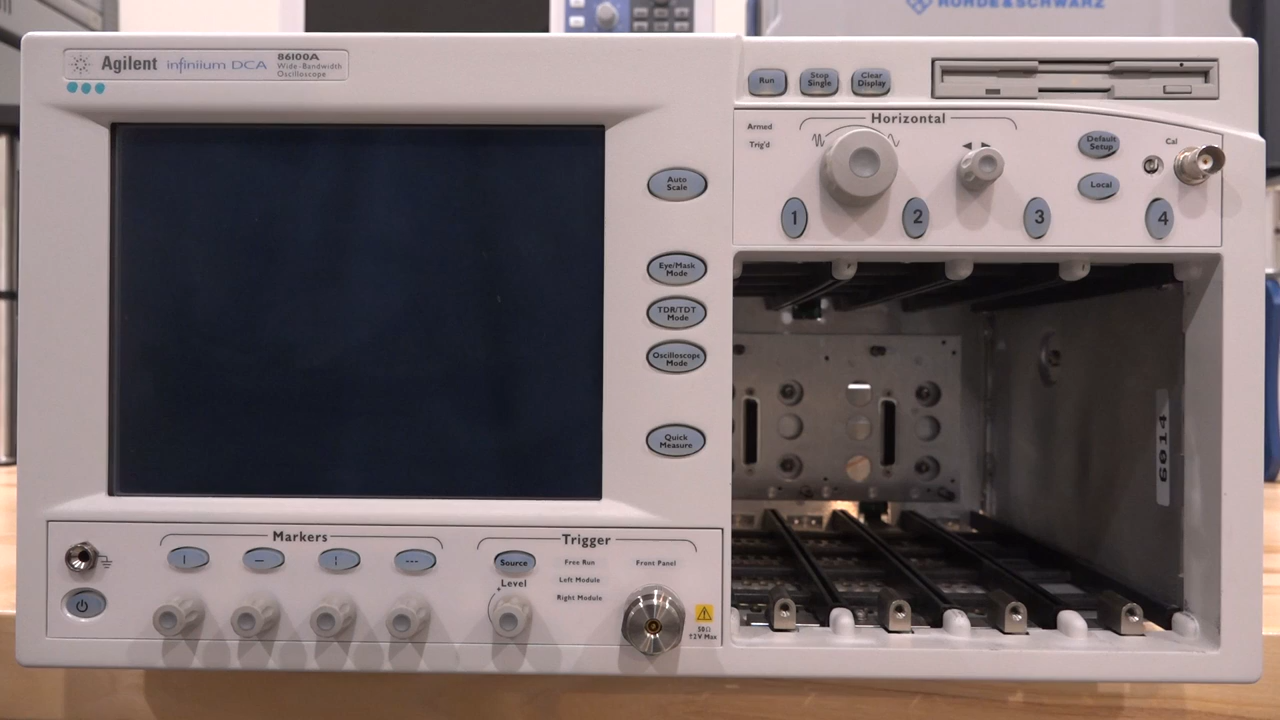 ROHDE&SCHWARZ
Agilent infiniium DCA 86100A
Wide-Bandwidth
Oscilloscope
Run
Stop
Single
Clear
Display
Horizontal
Armed
Trig'd
Default
Setup
Local
Cal
1
2
3
4
Auto
Scale
Eye/Mask
Mode
TDR/TDT
Mode
Oscilloscope
Mode
Quick
Measure
6014
Markers
Trigger
Source
Level
Free Run
Left Module
Right Module
Front Panel
50Ω
±2V Max